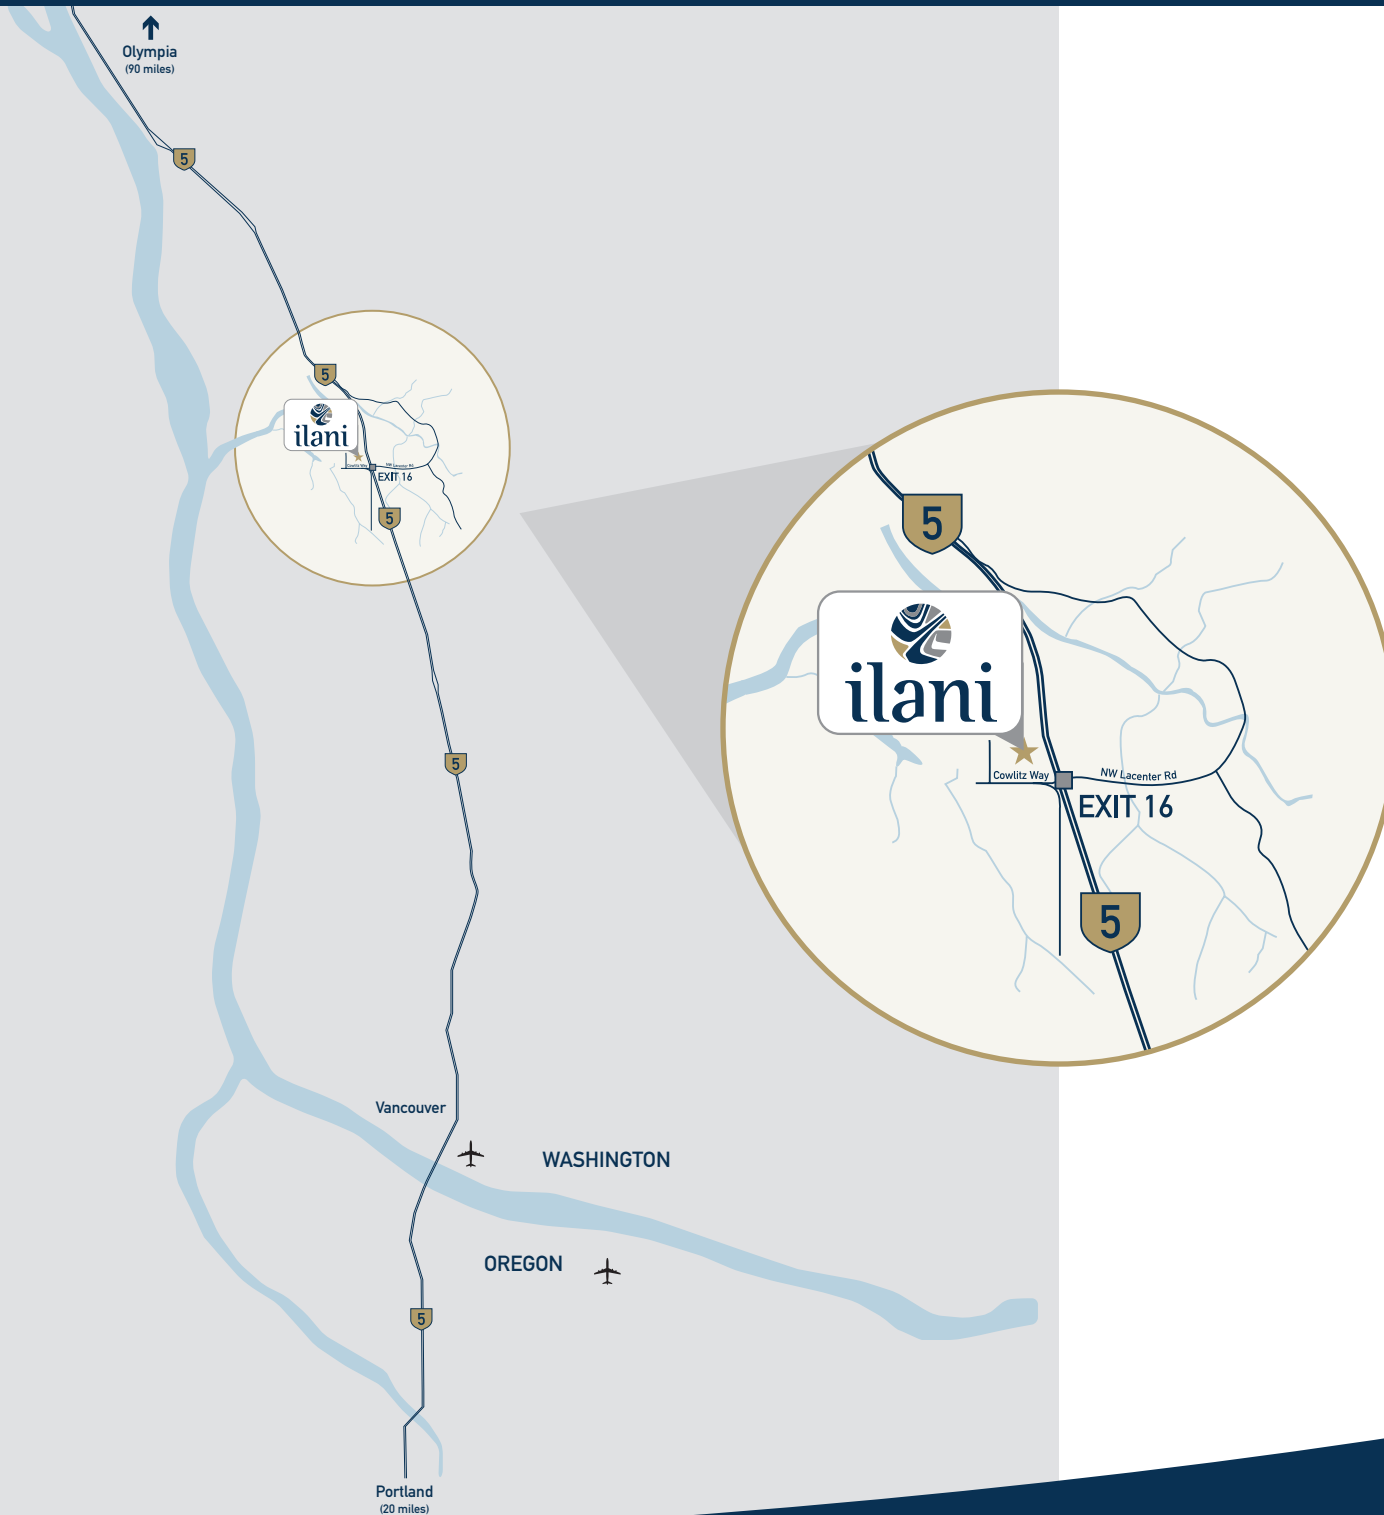 Olympia
(90 miles)
5
5
ilani
Cowlitz Way
NW Lacenter Rd
EXIT 16
5
5
ilani
Cowlitz Way
NW Lacenter Rd
EXIT 16
5
5
Vancouver
WASHINGTON
OREGON
5
Portland
(20 miles)